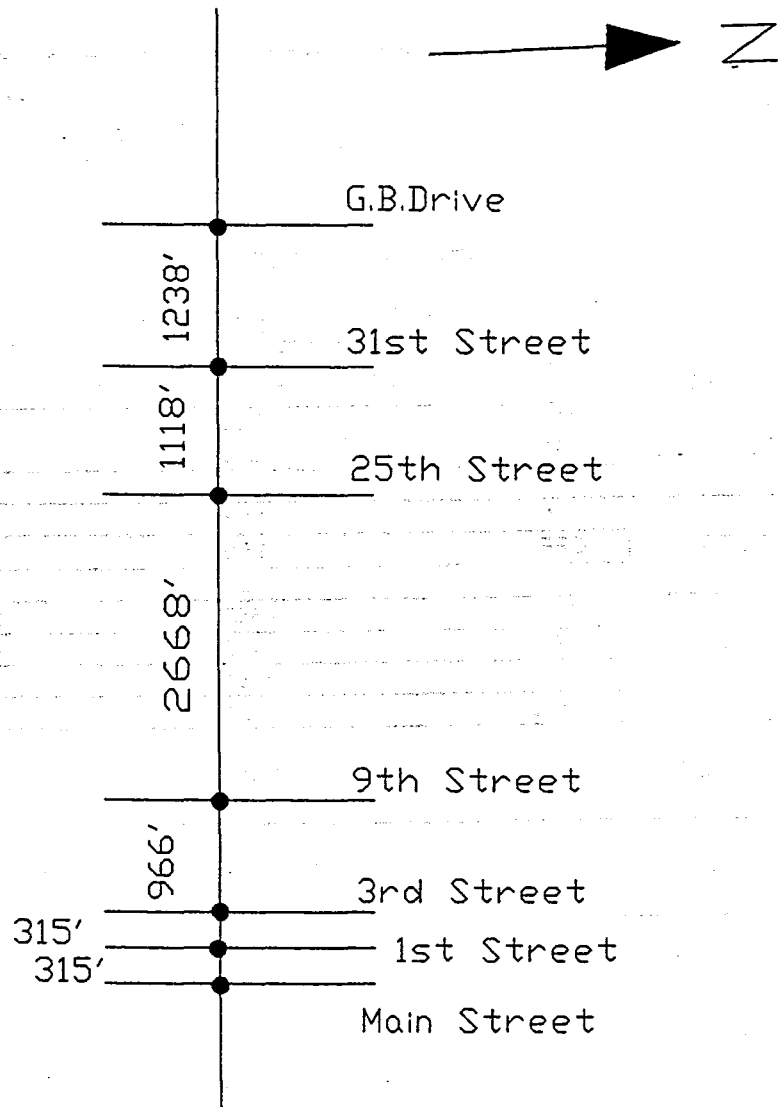 N
G.B.Drive
1238'
31st Street
1118'
25th Street
2668'
9th Street
966'
3rd Street
315'
1st Street
315'
Main Street